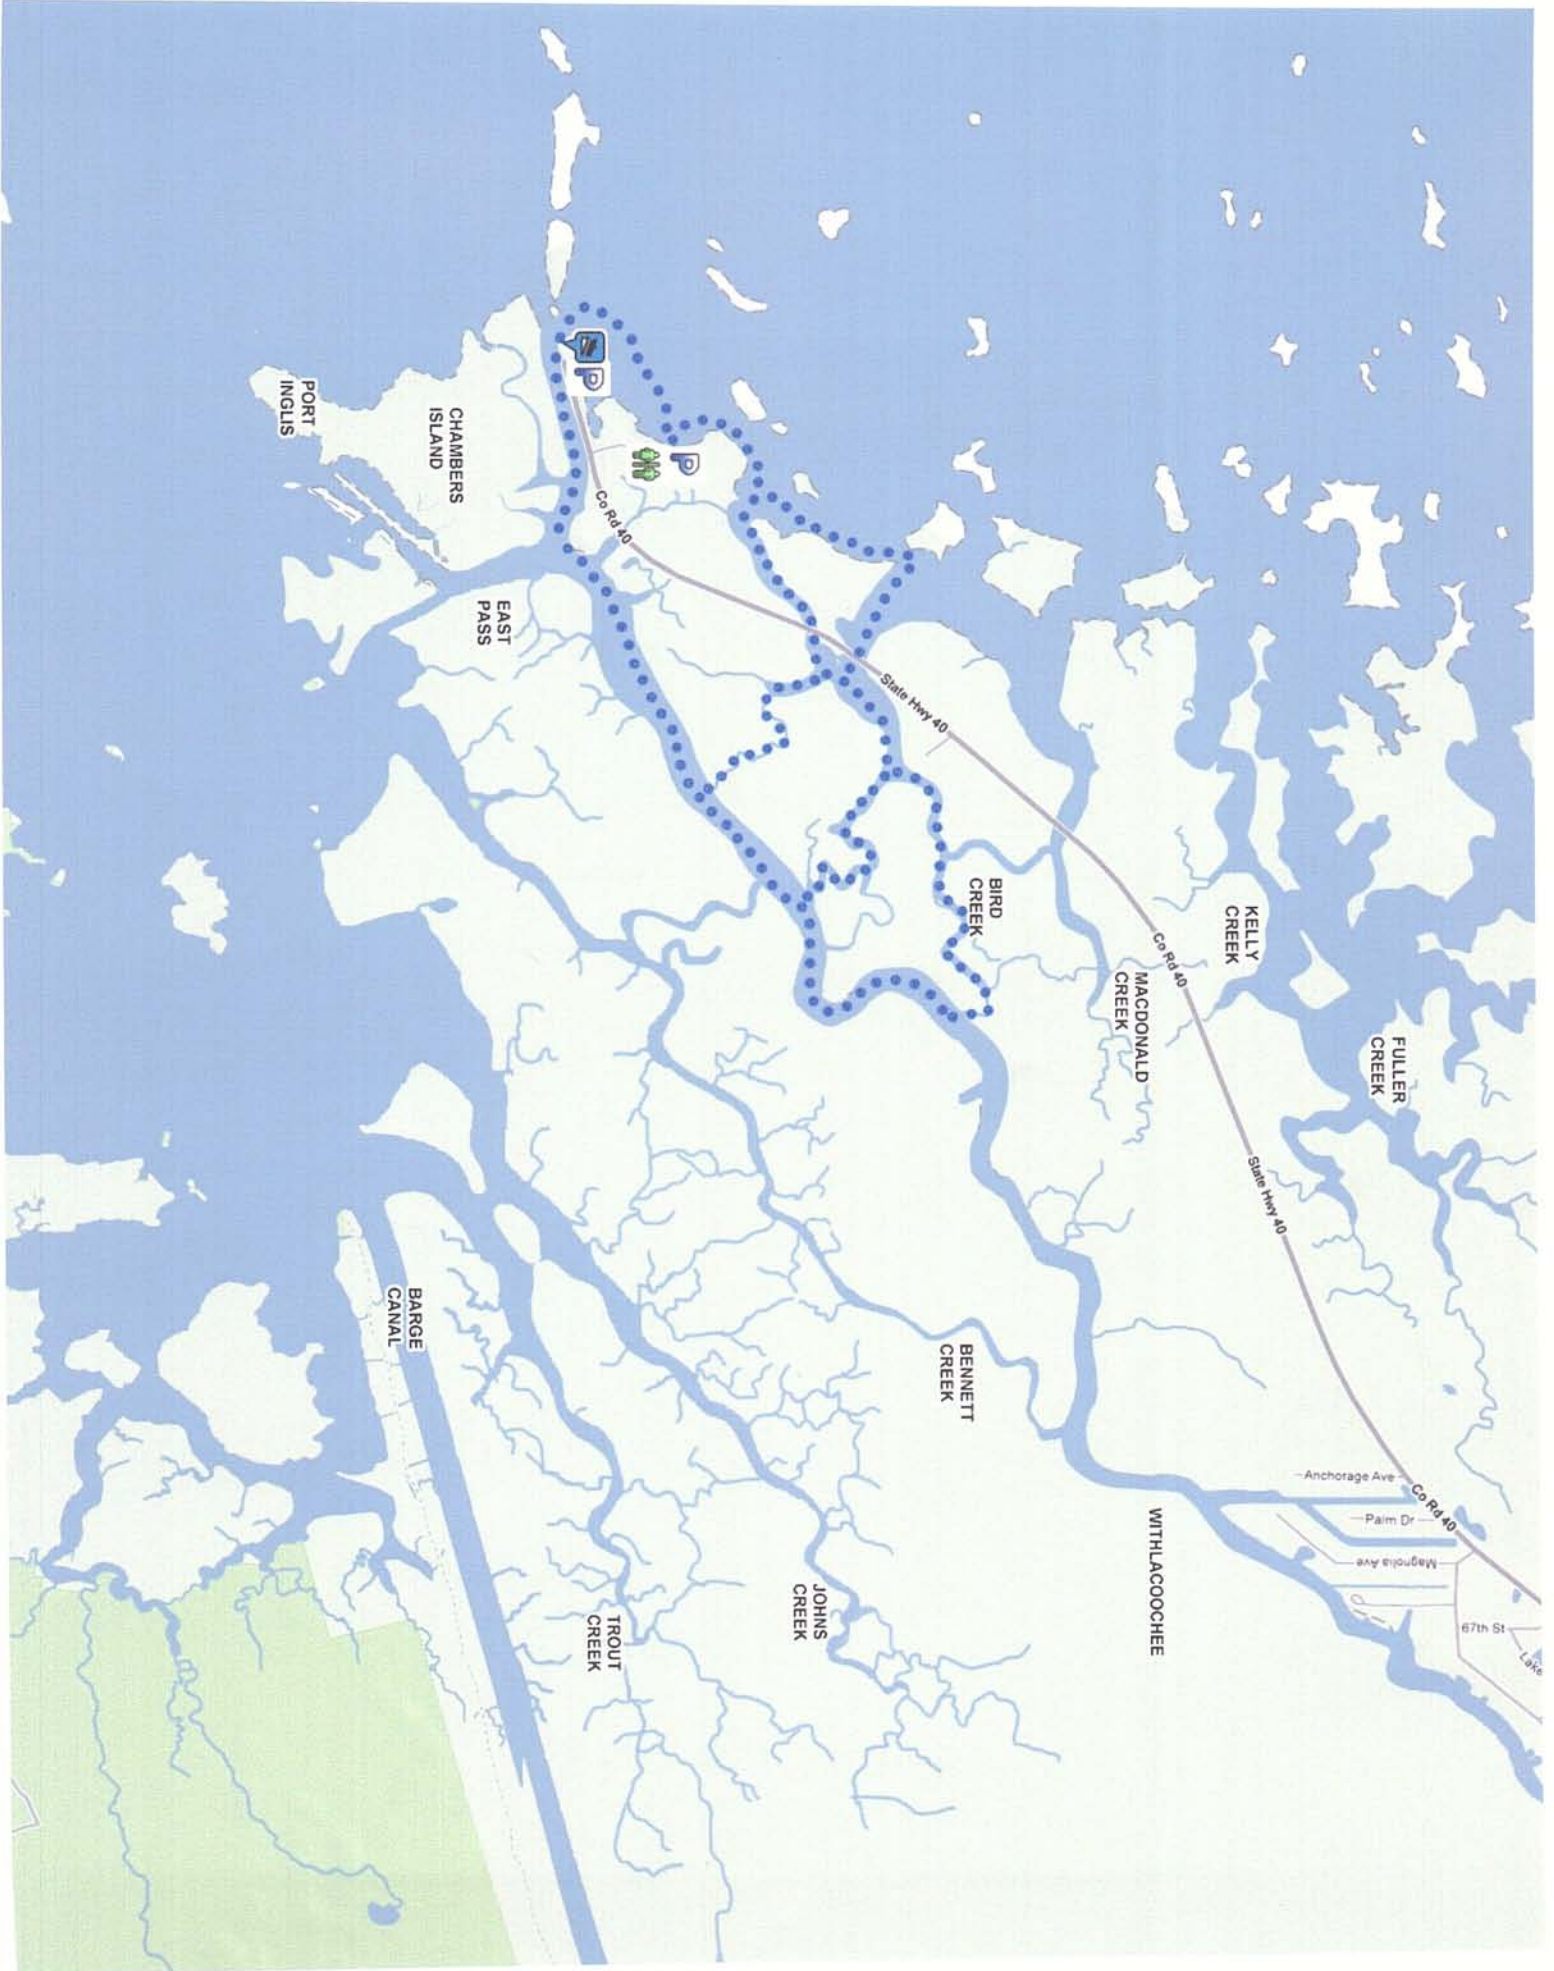 FULLER
CREEK
KELLY
CREEK
Co Rd 40
State Hwy 40
MACDONALD
CREEK
BIRD
CREEK
State Hwy 40
Co Rd 40
Anchorage Ave
Palm Dr
Magnolia Ave
67th St
Lake
WITHLACOOCHEE
BENNETT
CREEK
JOHNS
CREEK
TROUT
CREEK
BARGE
CANAL
P
P
Co Rd 40
EAST
PASS
CHAMBERS
ISLAND
PORT
INGLIS